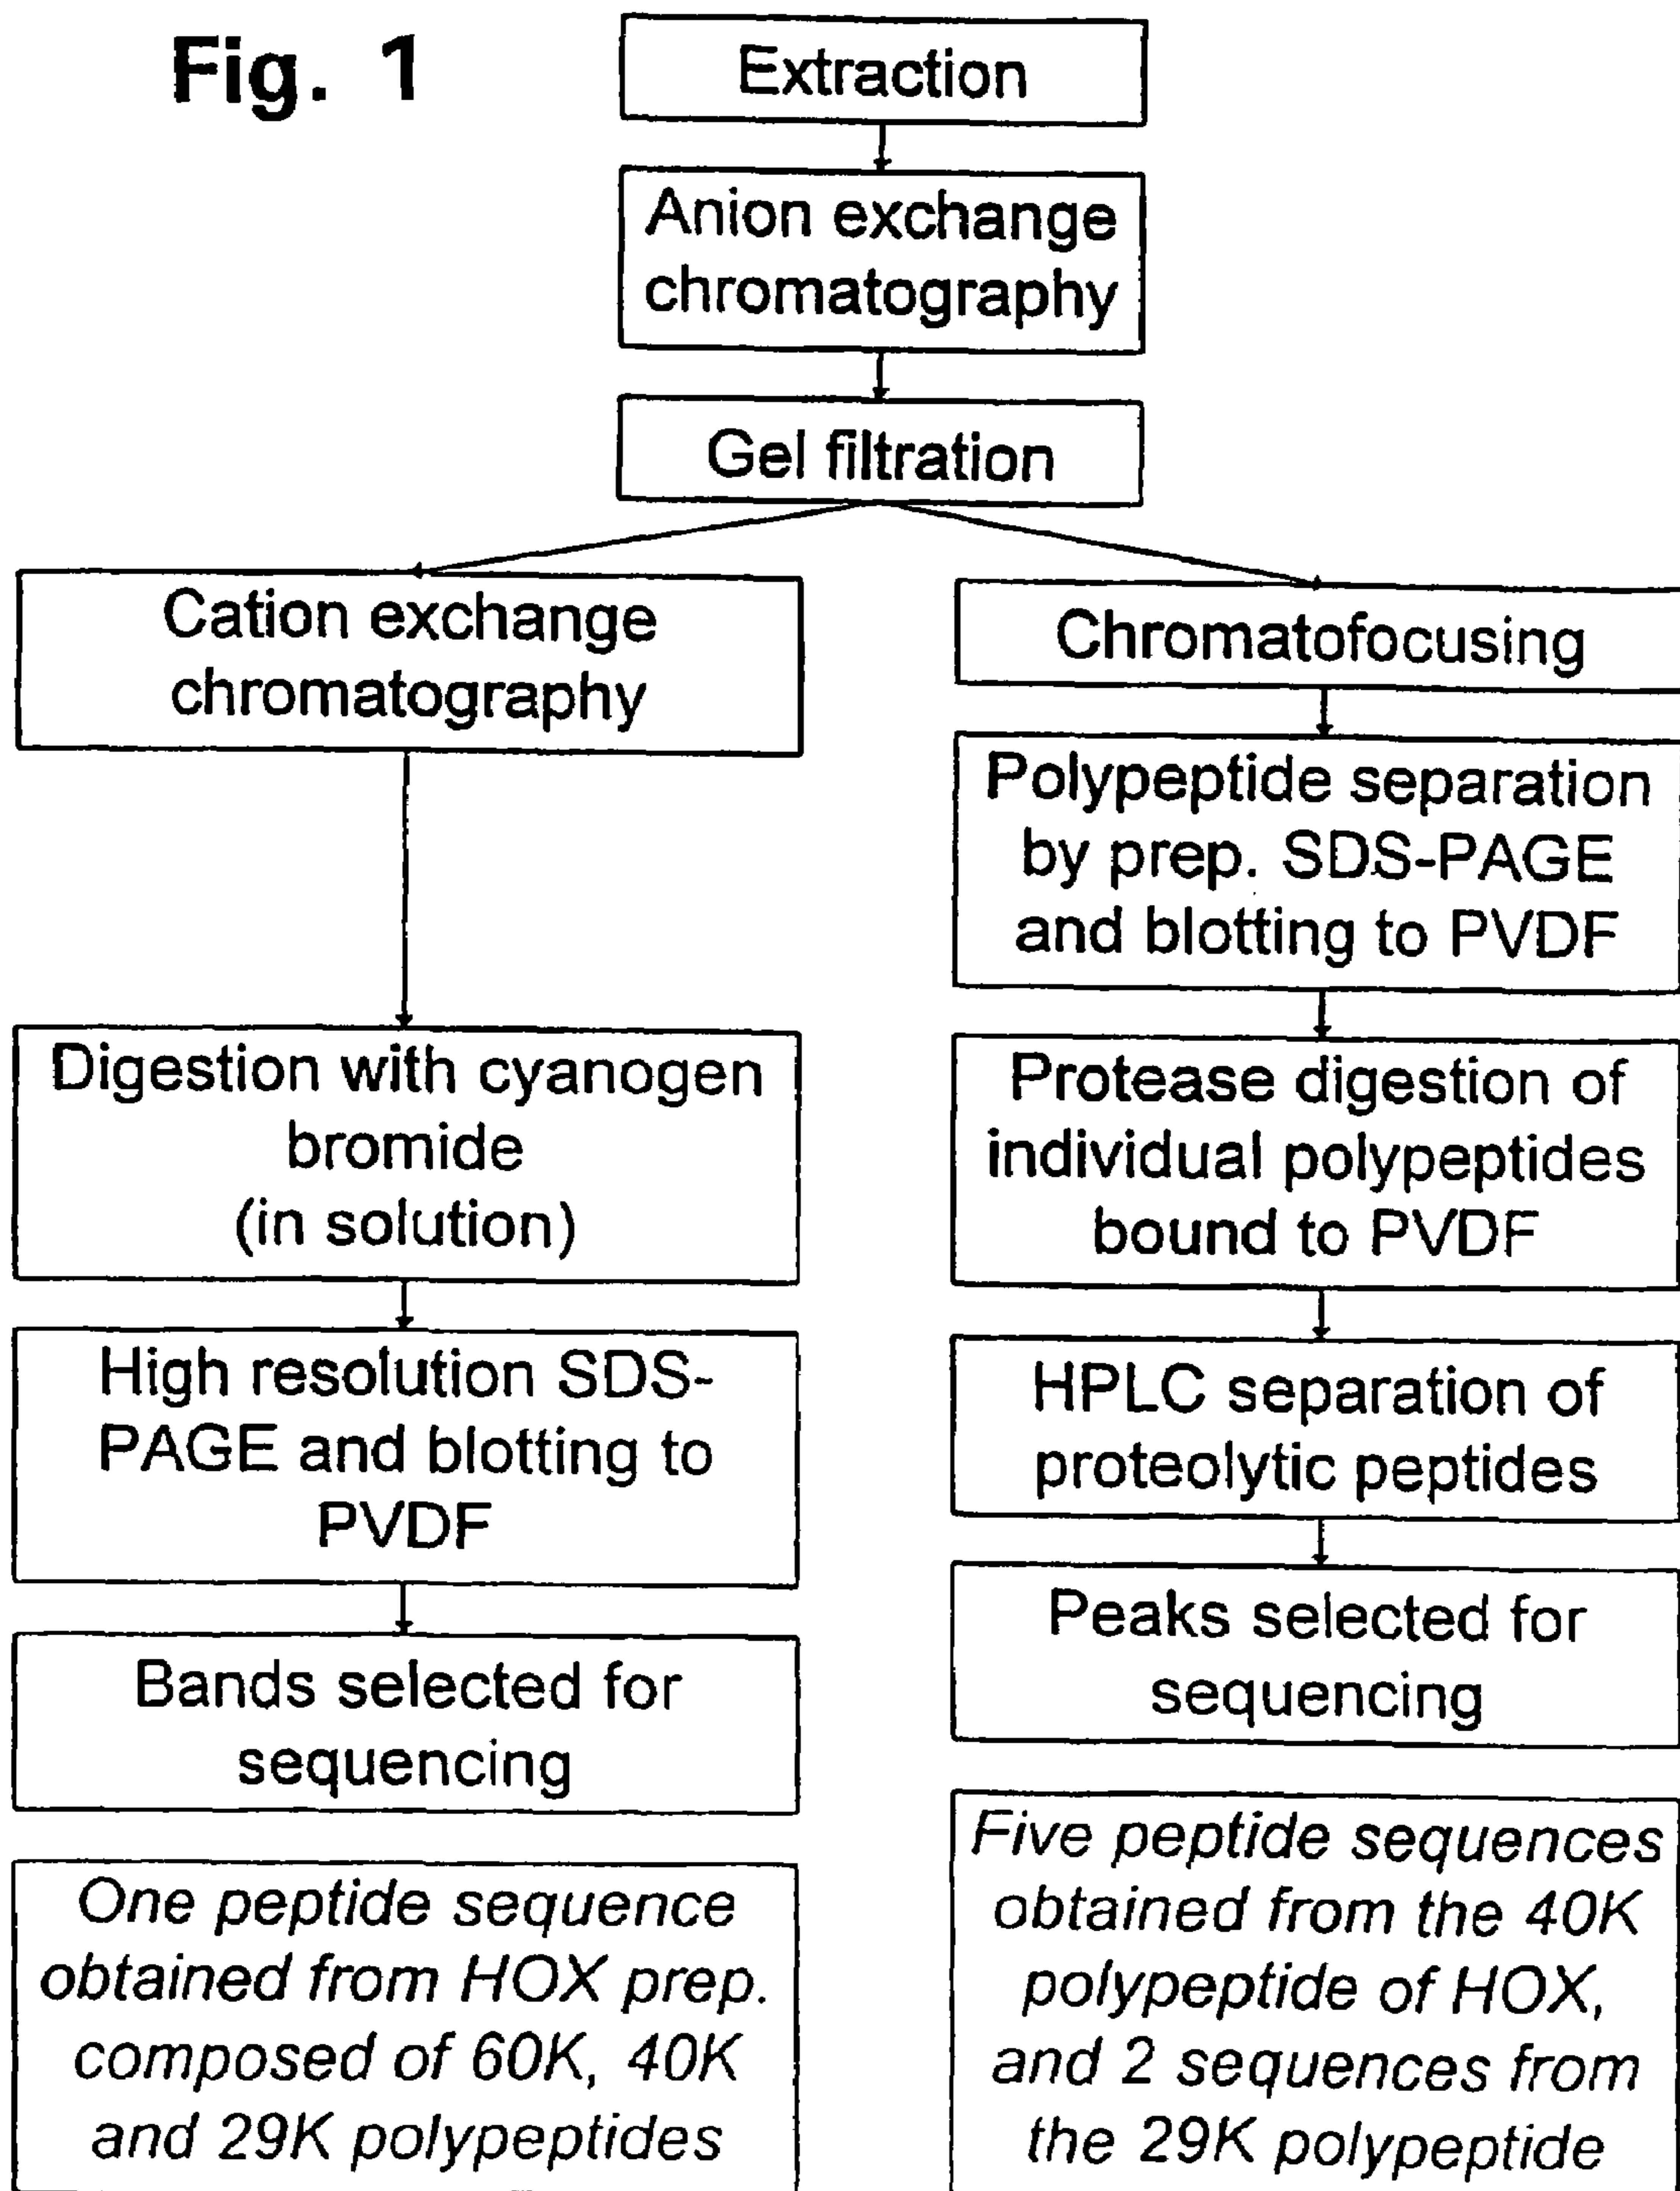 Fig. 1
Extraction
Anion exchange
chromatography
Gel filtration
Cation exchange
chromatography
Digestion with cyanogen
bromide
(in solution)
High resolution SDS-
PAGE and blotting to
PVDF
Bands selected for
sequencing
One peptide sequence
obtained from HOX prep.
composed of 60K, 40K
and 29K polypeptides
Chromatofocusing
Polypeptide separation
by prep. SDS-PAGE
and blotting to PVDF
Protease digestion of
individual polypeptides
bound to PVDF
HPLC separation of
proteolytic peptides
Peaks selected for
sequencing
Five peptide sequences
obtained from the 40K
polypeptide of HOX,
and 2 sequences from
the 29K polypeptide